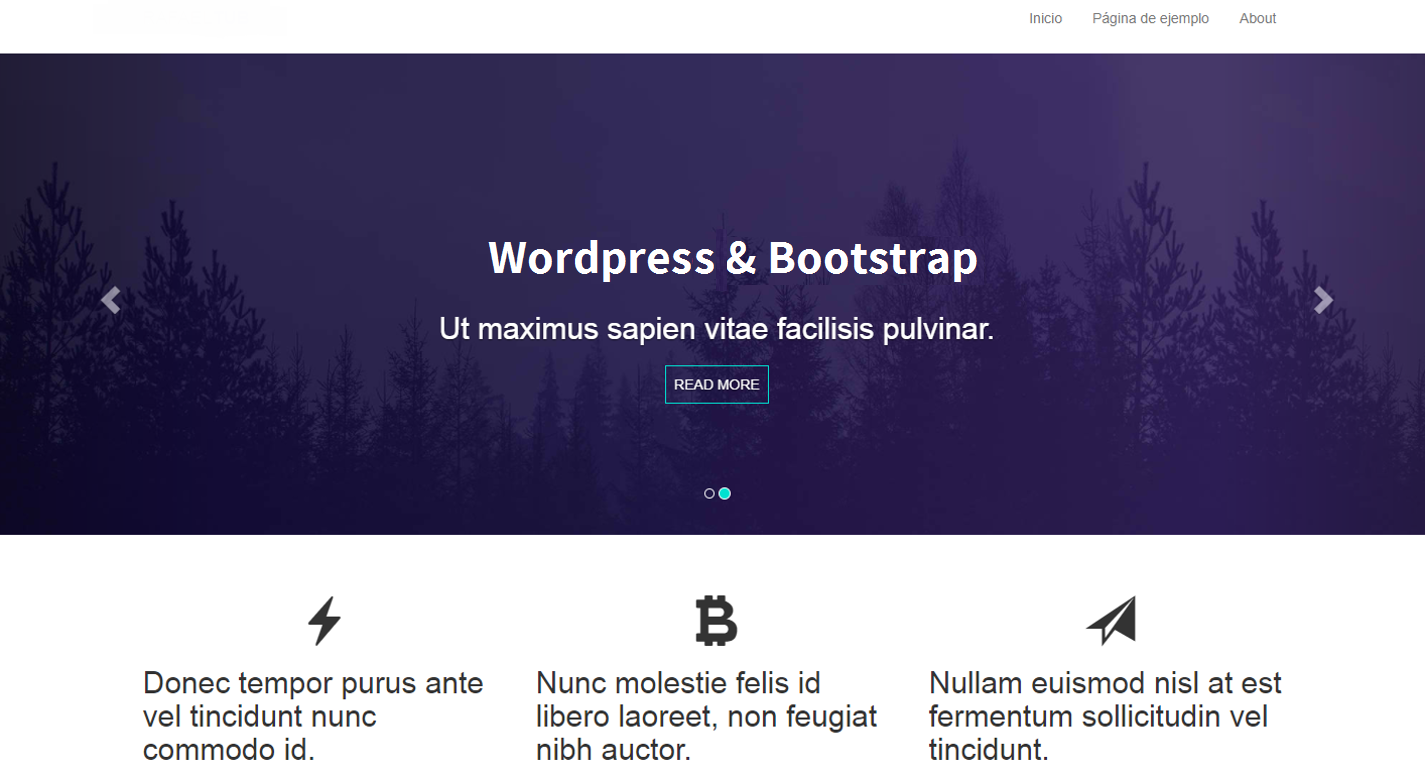 Inicio Página de ejemplo About
Wordpress & Bootstrap
Ut maximus sapien vitae facilisis pulvinar.
READ MORE
Donec tempor purus ante
vel tincidunt nunc
commodo id.
Nunc molestie felis id
libero laoreet, non feugiat
nibh auctor.
Nullam euismod nisl at est
fermentum sollicitudin vel
tincidunt.